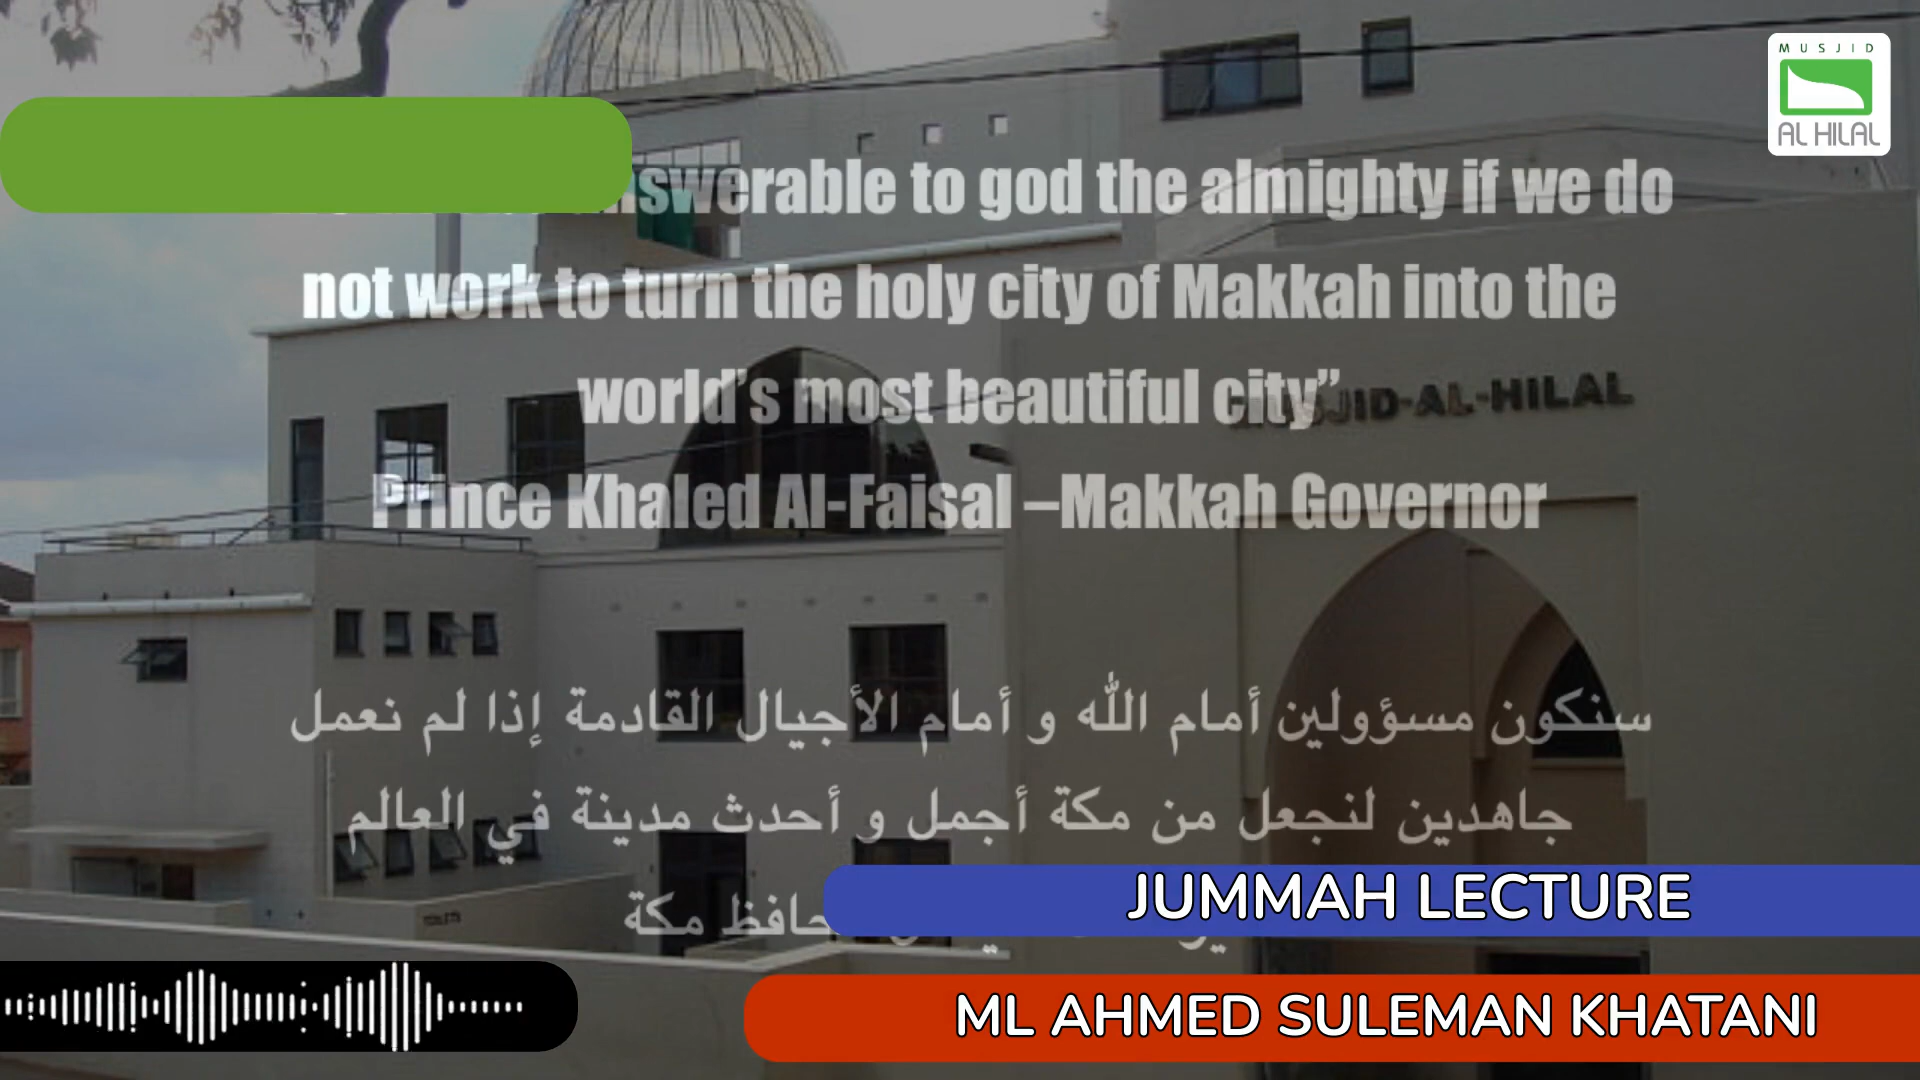 MUSJID
AL HILAL
answerable to god the almighty if we do
not work to turn the holy city of Makkah into the
world's most beautiful city”
MUSJID-AL-HILAL
Prince Khaled Al-Faisal –Makkah Governor
سنكون مسؤولين أمام الله و أمام الأجيال القادمة إذا لم نعمل
جاهدين لنجعل من مكة أجمل و أحدث مدينة في العالم
مكة
JUMMAH LECTURE
TOILETS
ML AHMED SULEMAN KHATANI